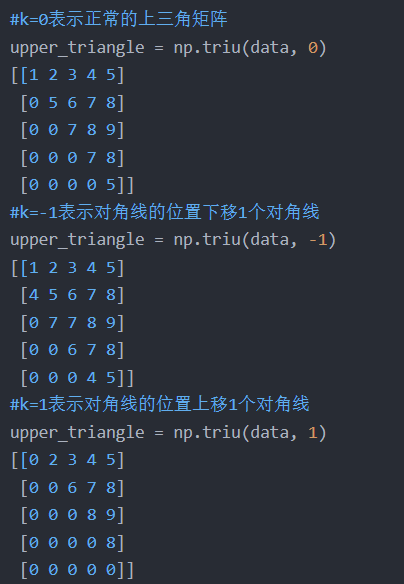 #k=0表示正常的上三角矩阵
upper_triangle = np.triu(data, 0)
[[1 2 3 4 5]
 [0 5 6 7 8]
 [0 0 7 8 9]
 [0 0 0 7 8]
 [0 0 0 0 5]]
#k=-1表示对角线的位置下移1个对角线
upper_triangle = np.triu(data, -1)
[[1 2 3 4 5]
 [4 5 6 7 8]
 [0 7 7 8 9]
 [0 0 6 7 8]
 [0 0 0 4 5]]
#k=1表示对角线的位置上移1个对角线
upper_triangle = np.triu(data, 1)
[[0 2 3 4 5]
 [0 0 6 7 8]
 [0 0 0 8 9]
 [0 0 0 0 8]
 [0 0 0 0 0]]